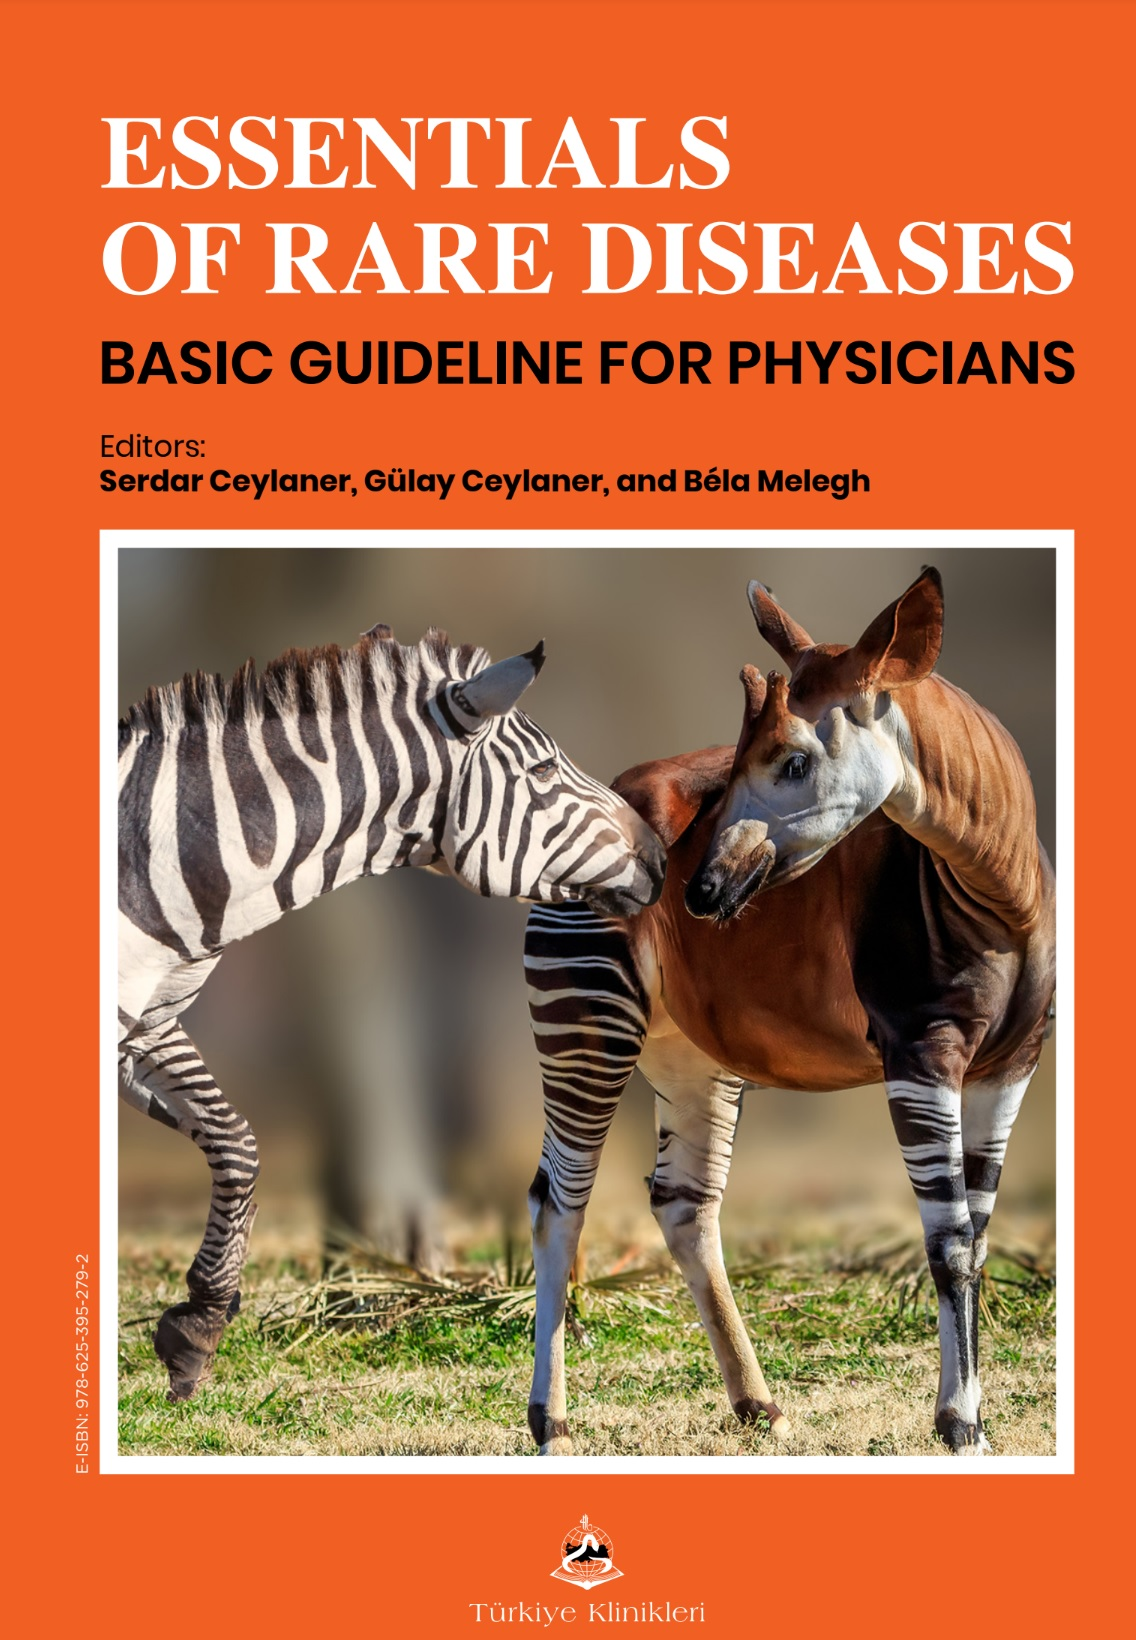 ESSENTIALS
OF RARE DISEASES
BASIC GUIDELINE FOR PHYSICIANS
Editors:
Serdar Ceylaner, Gülay Ceylaner, and Béla Melegh
E-ISBN: 978-625-395-279-2
Türkiye Klinikleri